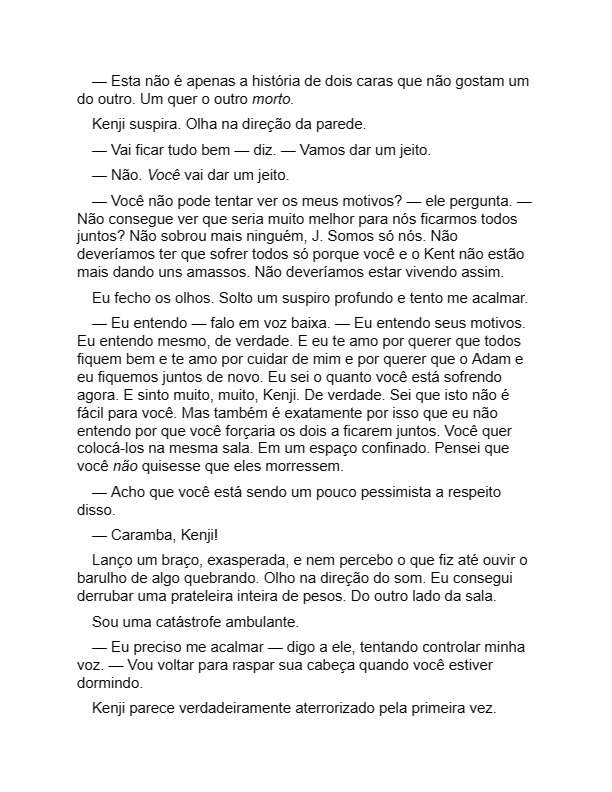 — Esta não é apenas a história de dois caras que não gostam um
do outro. Um quer o outro morto.
Kenji suspira. Olha na direção da parede.
— Vai ficar tudo bem — diz. — Vamos dar um jeito.
— Não. Você vai dar um jeito.
— Você não pode tentar ver os meus motivos? — ele pergunta. —
Não consegue ver que seria muito melhor para nós ficarmos todos
juntos? Não sobrou mais ninguém, J. Somos só nós. Não
deveríamos ter que sofrer todos só porque você e o Kent não estão
mais dando uns amassos. Não deveríamos estar vivendo assim.
Eu fecho os olhos. Solto um suspiro profundo e tento me acalmar.
— Eu entendo — falo em voz baixa. — Eu entendo seus motivos.
Eu entendo mesmo, de verdade. E eu te amo por querer que todos
fiquem bem e te amo por cuidar de mim e por querer que o Adam e
eu fiquemos juntos de novo. Eu sei o quanto você está sofrendo
agora. E sinto muito, muito, Kenji. De verdade. Sei que isto não é
fácil para você. Mas também é exatamente por isso que eu não
entendo por que você forçaria os dois a ficarem juntos. Você quer
colocá-los na mesma sala. Em um espaço confinado. Pensei que
você não quisesse que eles morressem.
— Acho que você está sendo um pouco pessimista a respeito
disso.
— Caramba, Kenji!
Lanço um braço, exasperada, e nem percebo o que fiz até ouvir o
barulho de algo quebrando. Olho na direção do som. Eu consegui
derrubar uma prateleira inteira de pesos. Do outro lado da sala.
Sou uma catástrofe ambulante.
— Eu preciso me acalmar — digo a ele, tentando controlar minha
voz. — Vou voltar para raspar sua cabeça quando você estiver
dormindo.
Kenji parece verdadeiramente aterrorizado pela primeira vez.